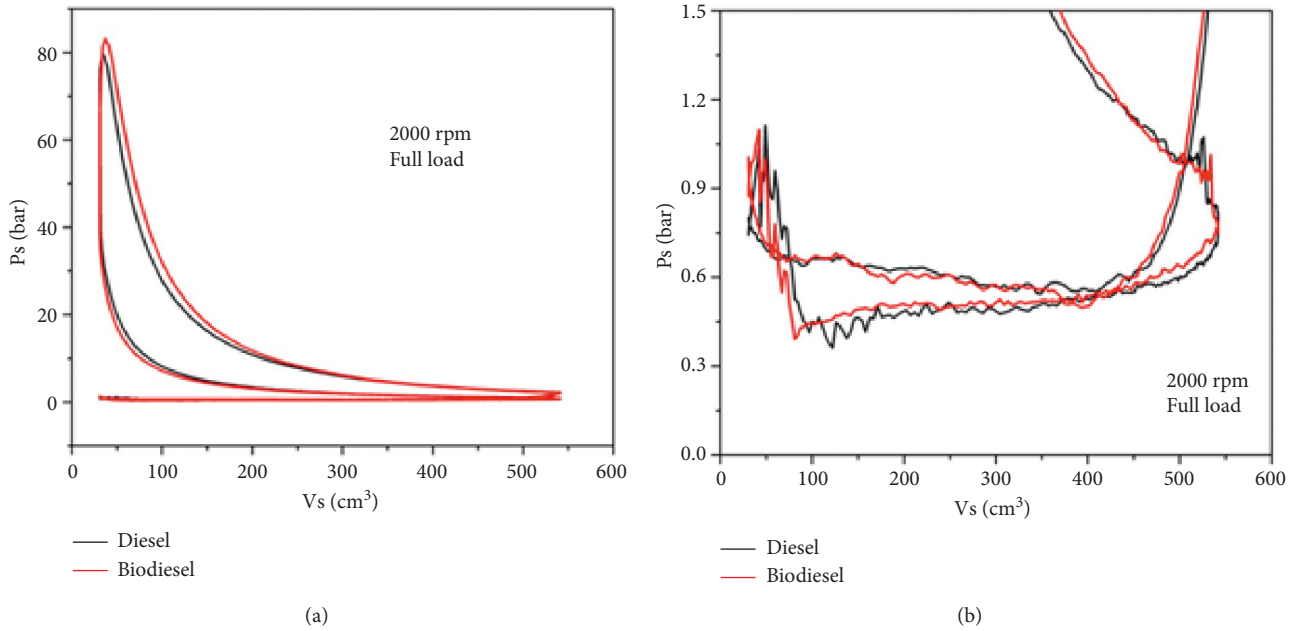 (a)
80
60
40
20
0
Ps (bar)
2000 rpm
Full load
0
100
200
300
400
500
600
Vs (cm³)
Diesel
Biodiesel
(a)
1.5
1.2
0.9
0.6
0.3
0.0
Ps (bar)
2000 rpm
Full load
0
100
200
300
400
500
600
Vs (cm³)
Diesel
Biodiesel
(b)